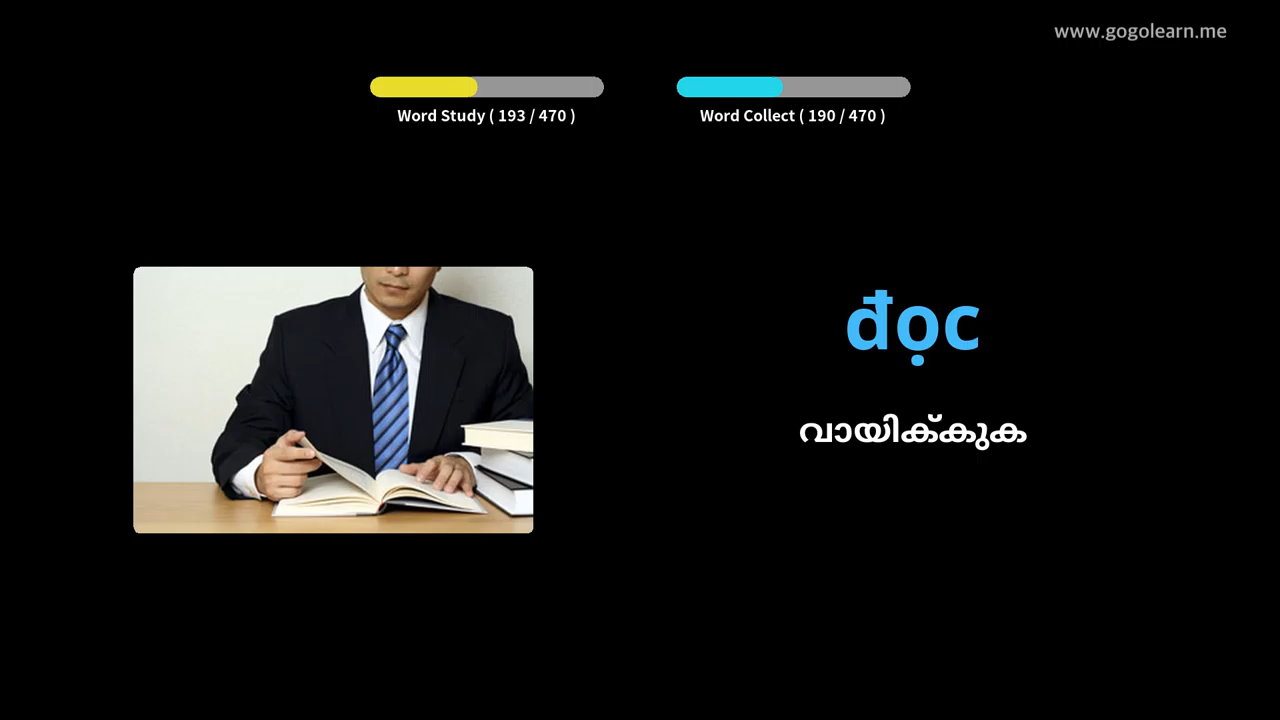 www.gogolearn.me
Word Study ( 193 / 470 )
Word Collect ( 190 / 470 )
đọc
വായിക്കുക